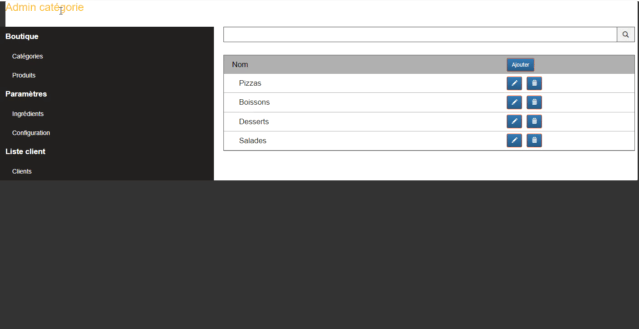 Admin catégorie
Boutique
Catégories
Produits
Paramètres
Ingrédients
Configuration
Liste client
Clients
Nom Ajouter
Pizzas
Boissons
Desserts
Salades